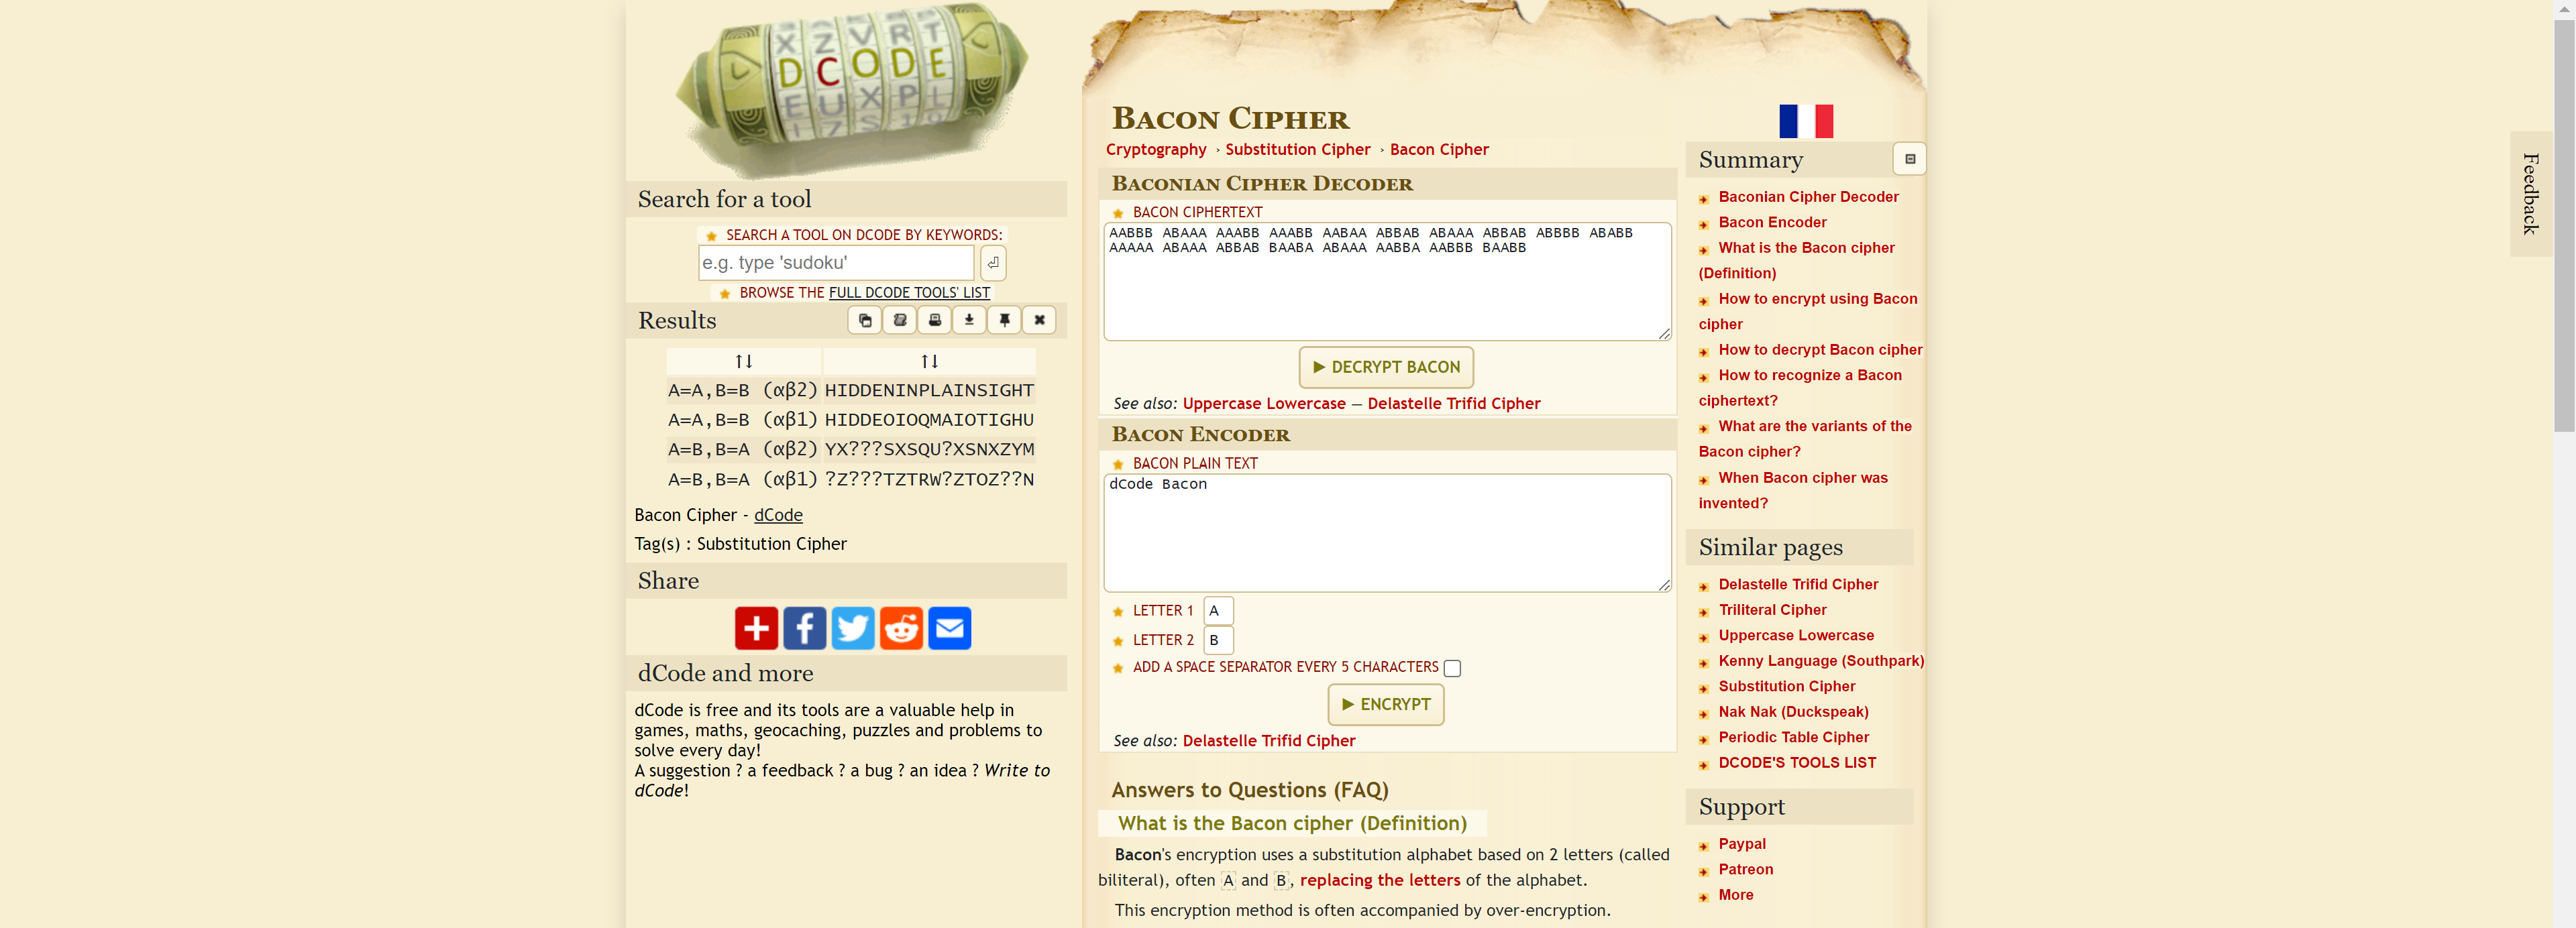 X Z V R T
D C O D E
E U X P L
Search for a tool
SEARCH A TOOL ON DCODE BY KEYWORDS:
e.g. type 'sudoku'
BROWSE THE FULL DCODE TOOLS' LIST
Results
↑↓ ↑↓
A=A,B=B (αβ2) HIDDENINPLAINSIGHT
A=A,B=B (αβ1) HIDDEOIOQMAIOTIGHU
A=B,B=A (αβ2) YX???SXSQU?XSNXZYM
A=B,B=A (αβ1) ?Z???TZTRW?ZTOZ??N
Bacon Cipher - dCode
Tag(s) : Substitution Cipher
Share
dCode and more
dCode is free and its tools are a valuable help in
games, maths, geocaching, puzzles and problems to
solve every day!
A suggestion ? a feedback ? a bug ? an idea ? Write to
dCode!
BACON CIPHER
Cryptography › Substitution Cipher › Bacon Cipher
BACONIAN CIPHER DECODER
BACON CIPHERTEXT
AABBB ABAAA AAABB AAABB AABAA ABBAB ABAAA ABBAB ABBBB ABABB
AAAAA ABAAA ABBAB BAABA ABAAA AABBA AABBB BAABB
▶ DECRYPT BACON
See also: Uppercase Lowercase — Delastelle Trifid Cipher
BACON ENCODER
BACON PLAIN TEXT
dCode Bacon
LETTER 1 A
LETTER 2 B
ADD A SPACE SEPARATOR EVERY 5 CHARACTERS
▶ ENCRYPT
See also: Delastelle Trifid Cipher
Answers to Questions (FAQ)
What is the Bacon cipher (Definition)
Bacon's encryption uses a substitution alphabet based on 2 letters (called
biliteral), often A and B, replacing the letters of the alphabet.
This encryption method is often accompanied by over-encryption.
Summary
Baconian Cipher Decoder
Bacon Encoder
What is the Bacon cipher
(Definition)
How to encrypt using Bacon
cipher
How to decrypt Bacon cipher
How to recognize a Bacon
ciphertext?
What are the variants of the
Bacon cipher?
When Bacon cipher was
invented?
Similar pages
Delastelle Trifid Cipher
Triliteral Cipher
Uppercase Lowercase
Kenny Language (Southpark)
Substitution Cipher
Nak Nak (Duckspeak)
Periodic Table Cipher
DCODE'S TOOLS LIST
Support
Paypal
Patreon
More
Feedback